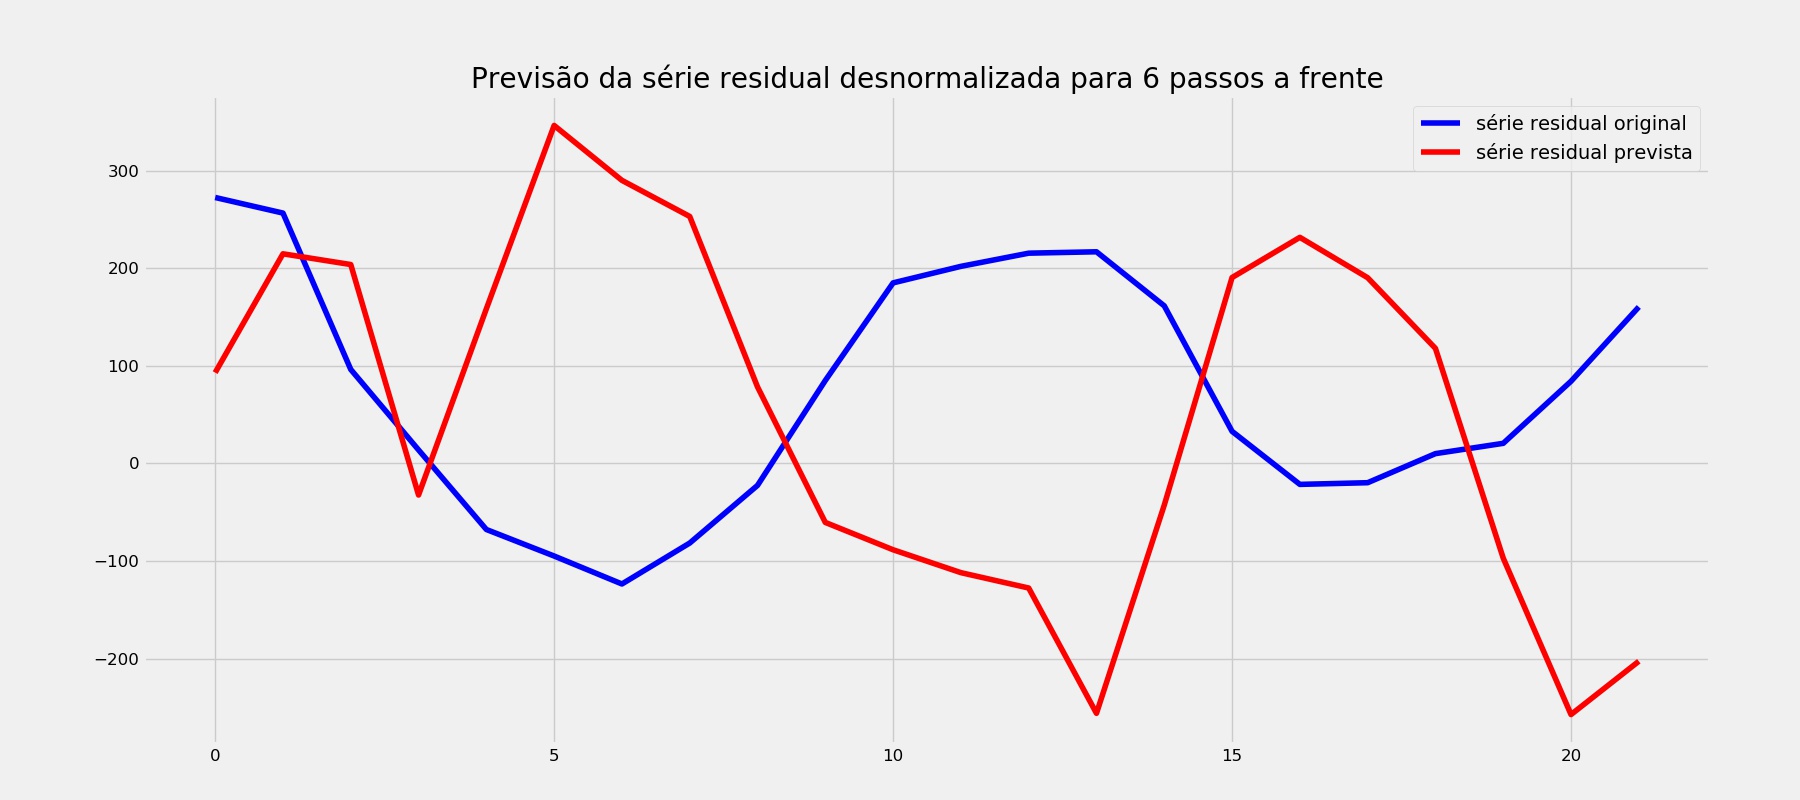 Previsão da série residual desnormalizada para 6 passos a frente
série residual original
série residual prevista
300
200
100
0
−100
−200
0 5 10 15 20